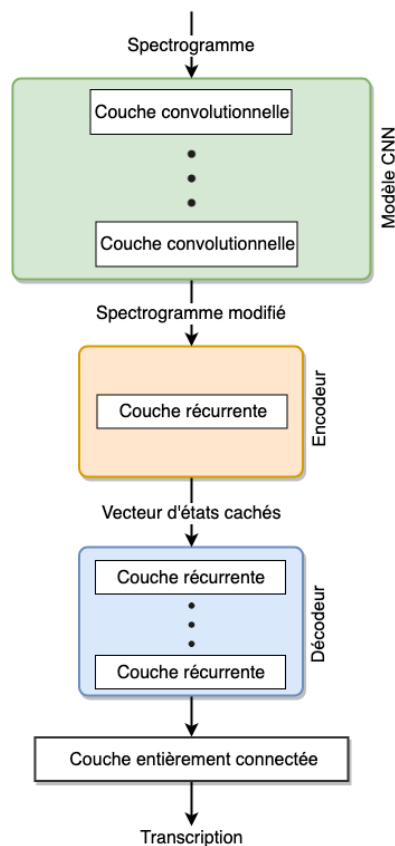 Spectrogramme
Couche convolutionnelle
Couche convolutionnelle
Modèle CNN
Spectrogramme modifié
Couche récurrente
Encodeur
Vecteur d'états cachés
Couche récurrente
Couche récurrente
Décodeur
Couche entièrement connectée
Transcription